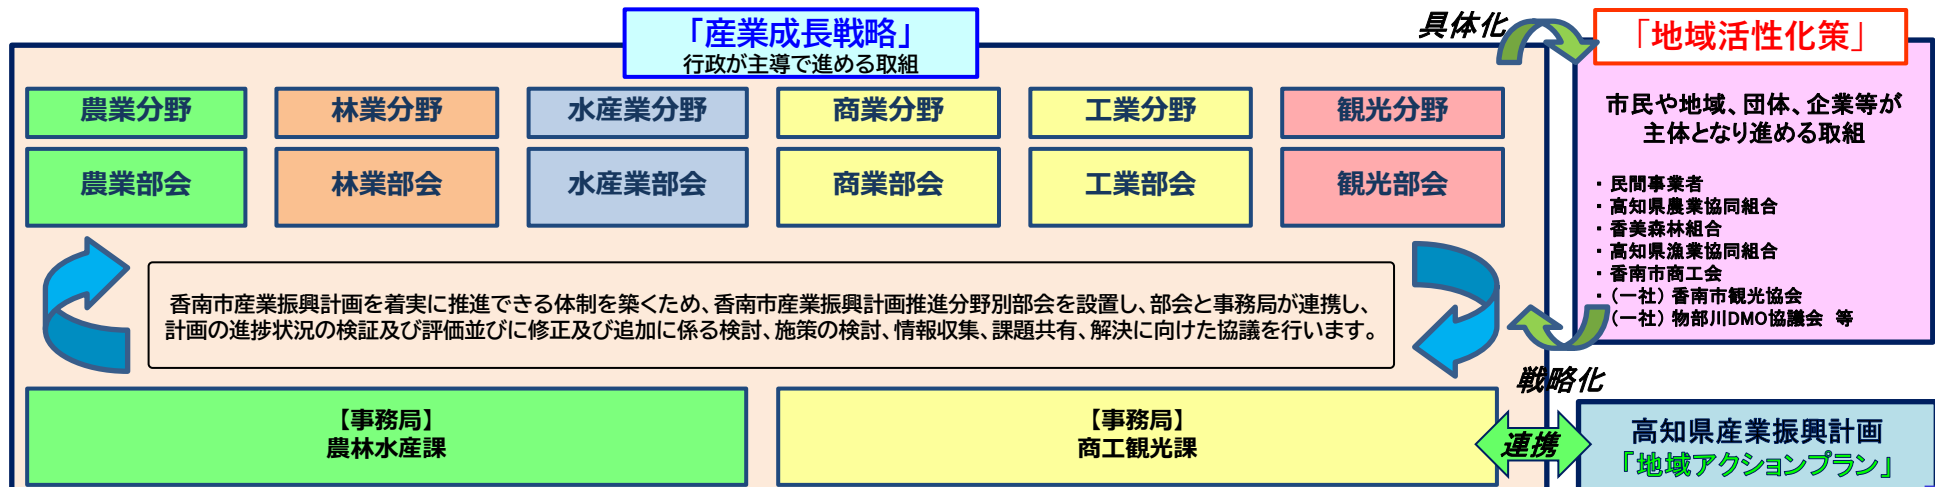 「産業成長戦略」
行政が主導で進める取組
具体化
「地域活性化策」
農業分野
林業分野
水産業分野
商業分野
工業分野
観光分野
農業部会
林業部会
水産業部会
商業部会
工業部会
観光部会
市民や地域、団体、企業等が
主体となり進める取組
・民間事業者
・高知県農業協同組合
・香美森林組合
・高知県漁業協同組合
・香南市商工会
・(一社) 香南市観光協会
・(一社) 物部川DMO協議会 等
香南市産業振興計画を着実に推進できる体制を築くため、香南市産業振興計画推進分野別部会を設置し、部会と事務局が連携し、
計画の進捗状況の検証及び評価並びに修正及び追加に係る検討、施策の検討、情報収集、課題共有、解決に向けた協議を行います。
戦略化
【事務局】
農林水産課
【事務局】
商工観光課
連携
高知県産業振興計画
「地域アクションプラン」